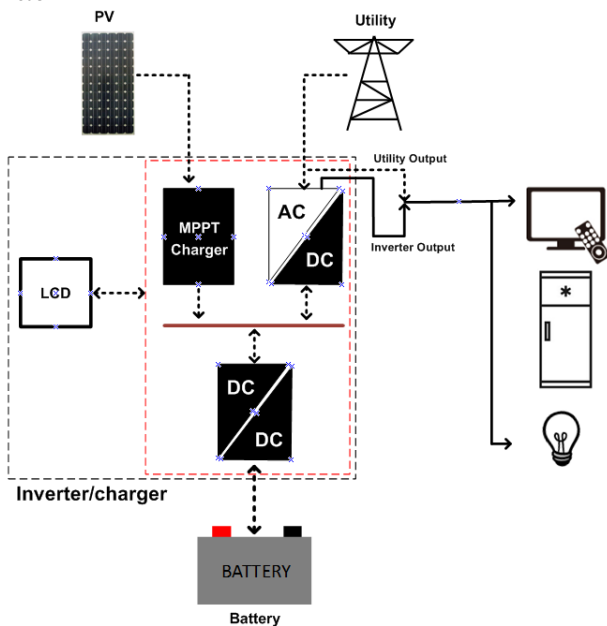 PV
Utility
Utility Output
MPPT
Charger
AC
DC
Inverter Output
LCD
DC
DC
Inverter/charger
BATTERY
Battery